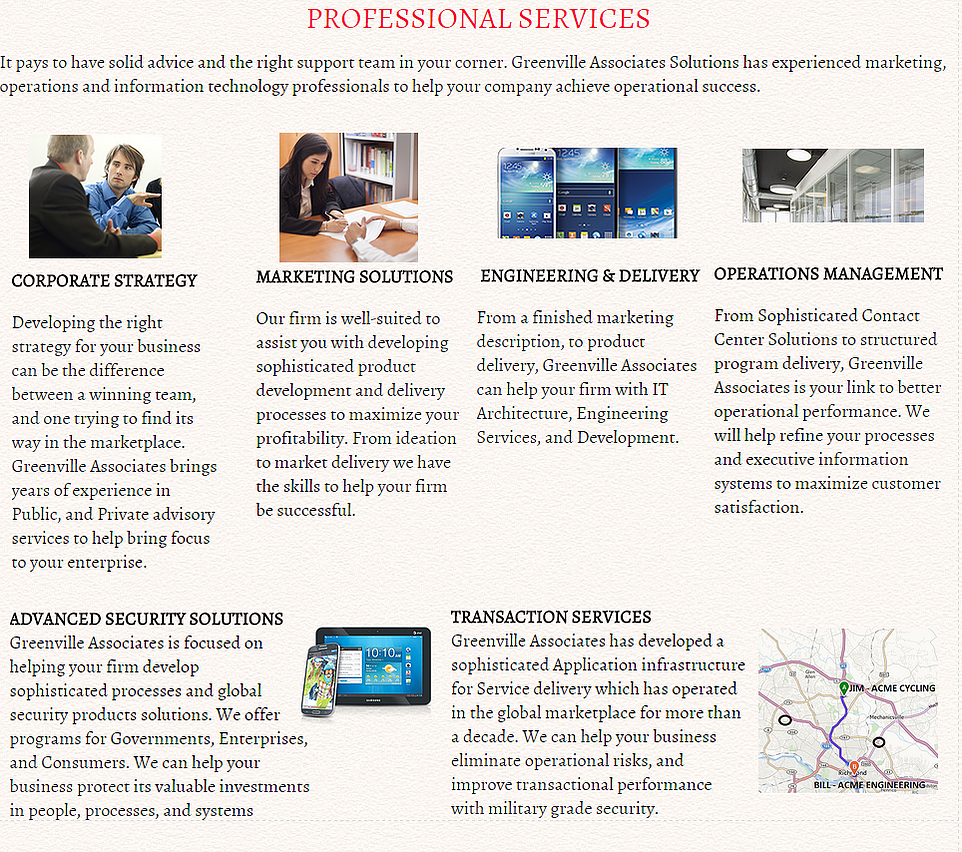 PROFESSIONAL SERVICES
It pays to have solid advice and the right support team in your corner. Greenville Associates Solutions has experienced marketing,
operations and information technology professionals to help your company achieve operational success.
CORPORATE STRATEGY
Developing the right
strategy for your business
can be the difference
between a winning team,
and one trying to find its
way in the marketplace.
Greenville Associates brings
years of experience in
Public, and Private advisory
services to help bring focus
to your enterprise.
MARKETING SOLUTIONS
Our firm is well-suited to
assist you with developing
sophisticated product
development and delivery
processes to maximize your
profitability. From ideation
to market delivery we have
the skills to help your firm
be successful.
ENGINEERING & DELIVERY
From a finished marketing
description, to product
delivery, Greenville Associates
can help your firm with IT
Architecture, Engineering
Services, and Development.
OPERATIONS MANAGEMENT
From Sophisticated Contact
Center Solutions to structured
program delivery, Greenville
Associates is your link to better
operational performance. We
will help refine your processes
and executive information
systems to maximize customer
satisfaction.
ADVANCED SECURITY SOLUTIONS
Greenville Associates is focused on
helping your firm develop
sophisticated processes and global
security products solutions. We offer
programs for Governments, Enterprises,
and Consumers. We can help your
business protect its valuable investments
in people, processes, and systems
10:10
SAMSUNG
TRANSACTION SERVICES
Greenville Associates has developed a
sophisticated Application infrastructure
for Service delivery which has operated
in the global marketplace for more than
a decade. We can help your business
eliminate operational risks, and
improve transactional performance
with military grade security.
JIM - ACME CYCLING
Mechanicsville
Richmond
BILL - ACME ENGINEERING